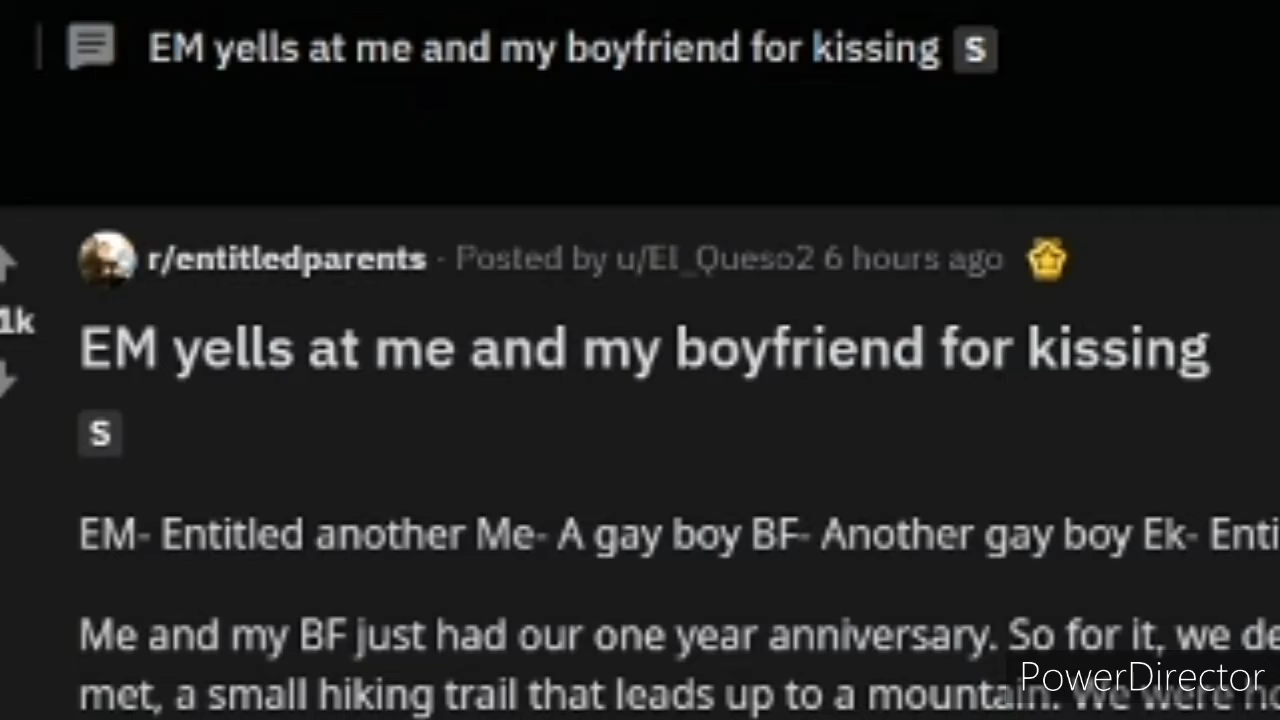 EM yells at me and my boyfriend for kissing S
r/entitledparents · Posted by u/El_Queso2 6 hours ago
1k
EM yells at me and my boyfriend for kissing
S
EM- Entitled another Me- A gay boy BF- Another gay boy Ek- Enti
Me and my BF just had our one year anniversary. So for it, we de
met, a small hiking trail that leads up to a mountain. We were
PowerDirector